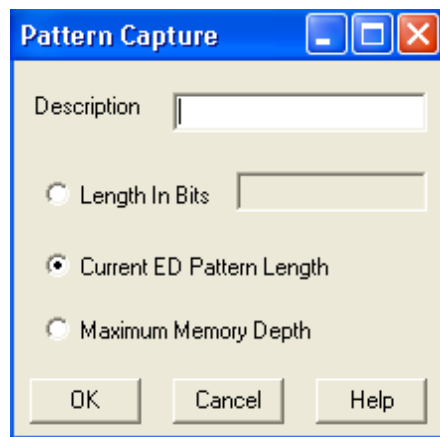 Pattern Capture
Description
Length In Bits
Current ED Pattern Length
Maximum Memory Depth
OK Cancel Help